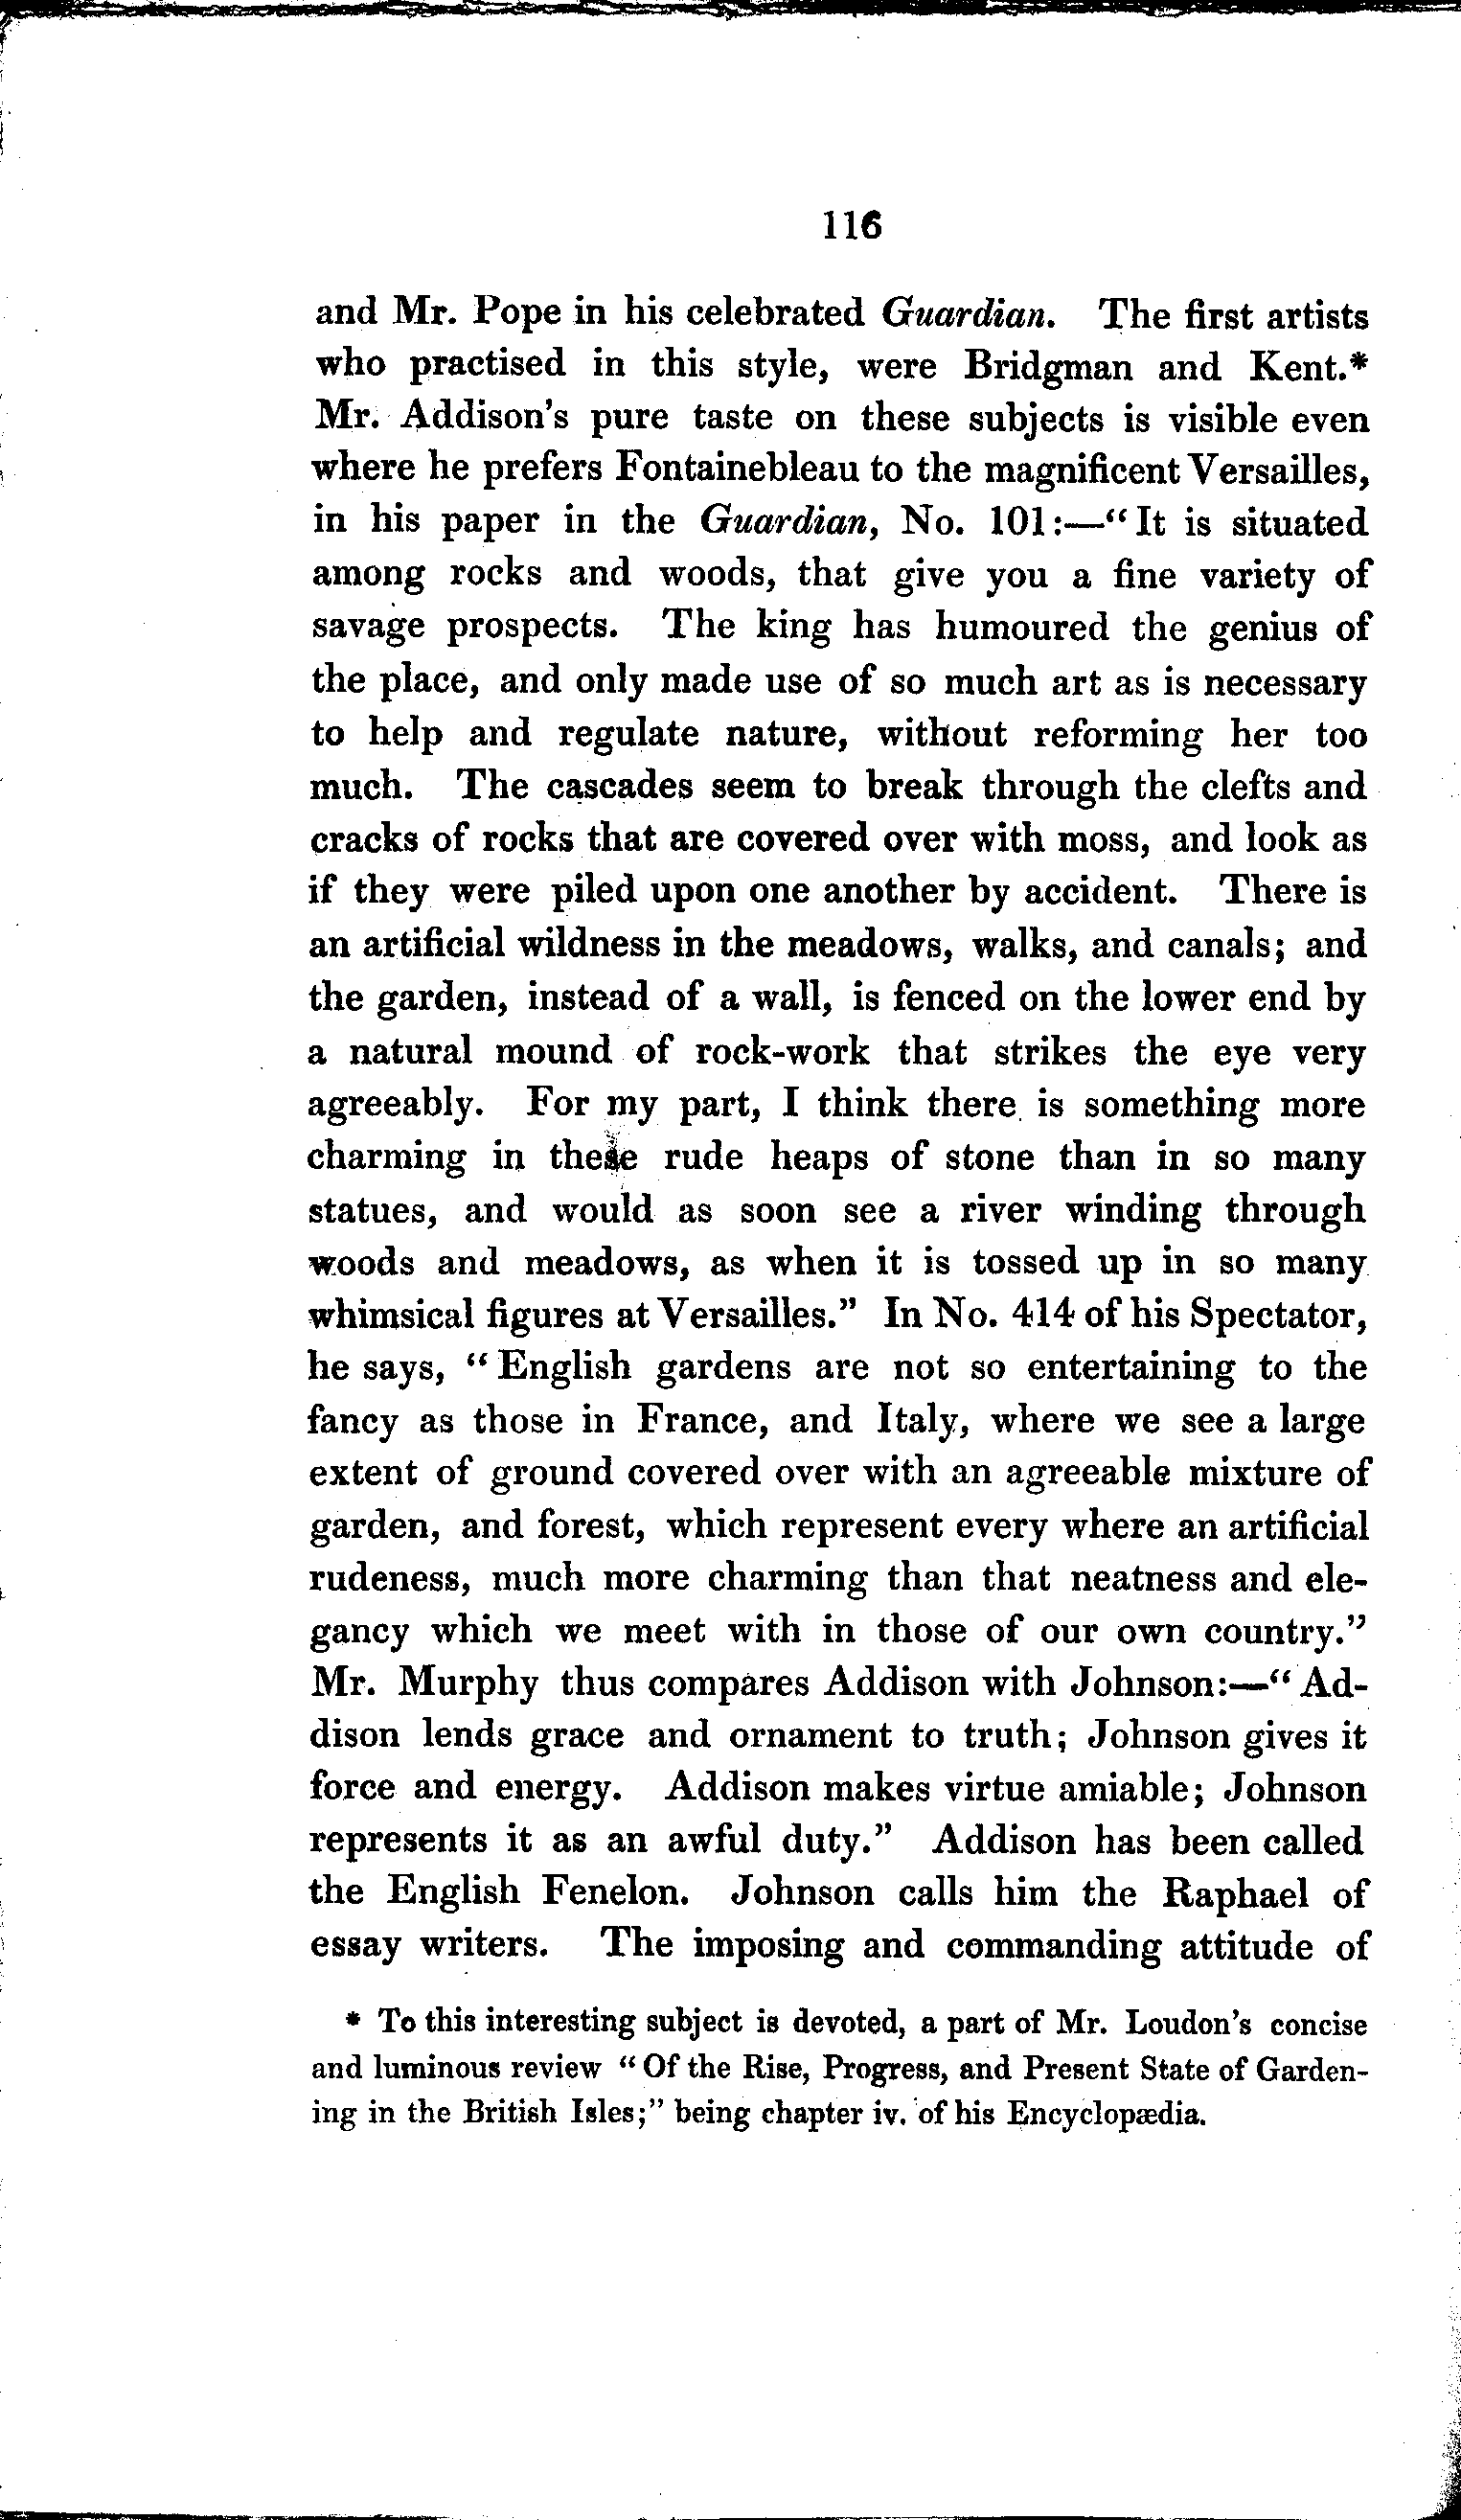 116
and Mr. Pope in his celebrated Guardian. The first artists
who practised in this style, were Bridgman and Kent.*
Mr. Addison's pure taste on these subjects is visible even
where he prefers Fontainebleau to the magnificent Versailles,
in his paper in the Guardian, No. 101:—"It is situated
among rocks and woods, that give you a fine variety of
savage prospects. The king has humoured the genius of
the place, and only made use of so much art as is necessary
to help and regulate nature, without reforming her too
much. The cascades seem to break through the clefts and
cracks of rocks that are covered over with moss, and look as
if they were piled upon one another by accident. There is
an artificial wildness in the meadows, walks, and canals; and
the garden, instead of a wall, is fenced on the lower end by
a natural mound of rock-work that strikes the eye very
agreeably. For my part, I think there is something more
charming in these rude heaps of stone than in so many
statues, and would as soon see a river winding through
woods and meadows, as when it is tossed up in so many
whimsical figures at Versailles." In No. 414 of his Spectator,
he says, "English gardens are not so entertaining to the
fancy as those in France, and Italy, where we see a large
extent of ground covered over with an agreeable mixture of
garden, and forest, which represent every where an artificial
rudeness, much more charming than that neatness and ele-
gancy which we meet with in those of our own country."
Mr. Murphy thus compares Addison with Johnson:—"Ad-
dison lends grace and ornament to truth; Johnson gives it
force and energy. Addison makes virtue amiable; Johnson
represents it as an awful duty." Addison has been called
the English Fenelon. Johnson calls him the Raphael of
essay writers. The imposing and commanding attitude of
* To this interesting subject is devoted, a part of Mr. Loudon's concise
and luminous review "Of the Rise, Progress, and Present State of Garden-
ing in the British Isles;" being chapter iv. of his Encyclopædia.